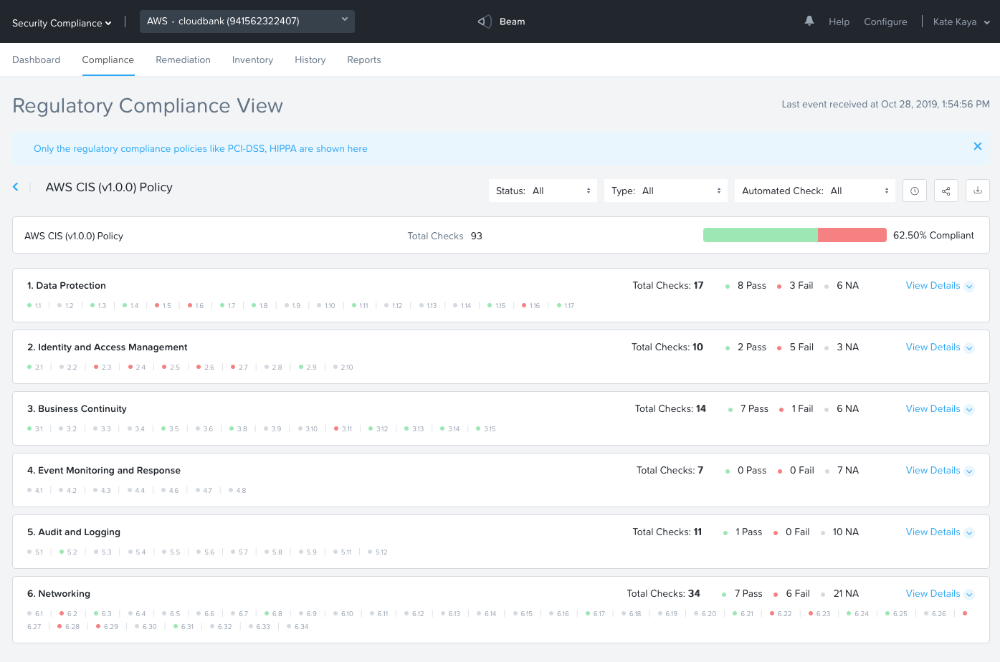 Security Compliance
AWS • cloudbank (941562322407)
Beam
Help
Configure
Kate Kaya
Dashboard
Compliance
Remediation
Inventory
History
Reports
Regulatory Compliance View
Last event received at Oct 28, 2019, 1:54:56 PM
Only the regulatory compliance policies like PCI-DSS, HIPPA are shown here
AWS CIS (v1.0.0) Policy
Status: All
Type: All
Automated Check: All
AWS CIS (v1.0.0) Policy
Total Checks 93
62.50% Compliant
1. Data Protection
Total Checks: 17
8 Pass
3 Fail
6 NA
View Details
1.1 | 1.2 | 1.3 | 1.4 | 1.5 | 1.6 | 1.7 | 1.8 | 1.9 | 1.10 | 1.11 | 1.12 | 1.13 | 1.14 | 1.15 | 1.16 | 1.17
2. Identity and Access Management
Total Checks: 10
2 Pass
5 Fail
3 NA
View Details
2.1 | 2.2 | 2.3 | 2.4 | 2.5 | 2.6 | 2.7 | 2.8 | 2.9 | 2.10
3. Business Continuity
Total Checks: 14
7 Pass
1 Fail
6 NA
View Details
3.1 | 3.2 | 3.3 | 3.4 | 3.5 | 3.6 | 3.8 | 3.9 | 3.10 | 3.11 | 3.12 | 3.13 | 3.14 | 3.15
4. Event Monitoring and Response
Total Checks: 7
0 Pass
0 Fail
7 NA
View Details
4.1 | 4.2 | 4.3 | 4.4 | 4.6 | 4.7 | 4.8
5. Audit and Logging
Total Checks: 11
1 Pass
0 Fail
10 NA
View Details
5.1 | 5.2 | 5.3 | 5.4 | 5.5 | 5.6 | 5.7 | 5.8 | 5.9 | 5.11 | 5.12
6. Networking
Total Checks: 34
7 Pass
6 Fail
21 NA
View Details
6.1 | 6.2 | 6.3 | 6.4 | 6.5 | 6.6 | 6.7 | 6.8 | 6.9 | 6.10 | 6.11 | 6.12 | 6.13 | 6.14 | 6.15 | 6.16 | 6.17 | 6.18 | 6.19 | 6.20 | 6.21 | 6.22 | 6.23 | 6.24 | 6.25 | 6.26 |
6.27 | 6.28 | 6.29 | 6.30 | 6.31 | 6.32 | 6.33 | 6.34